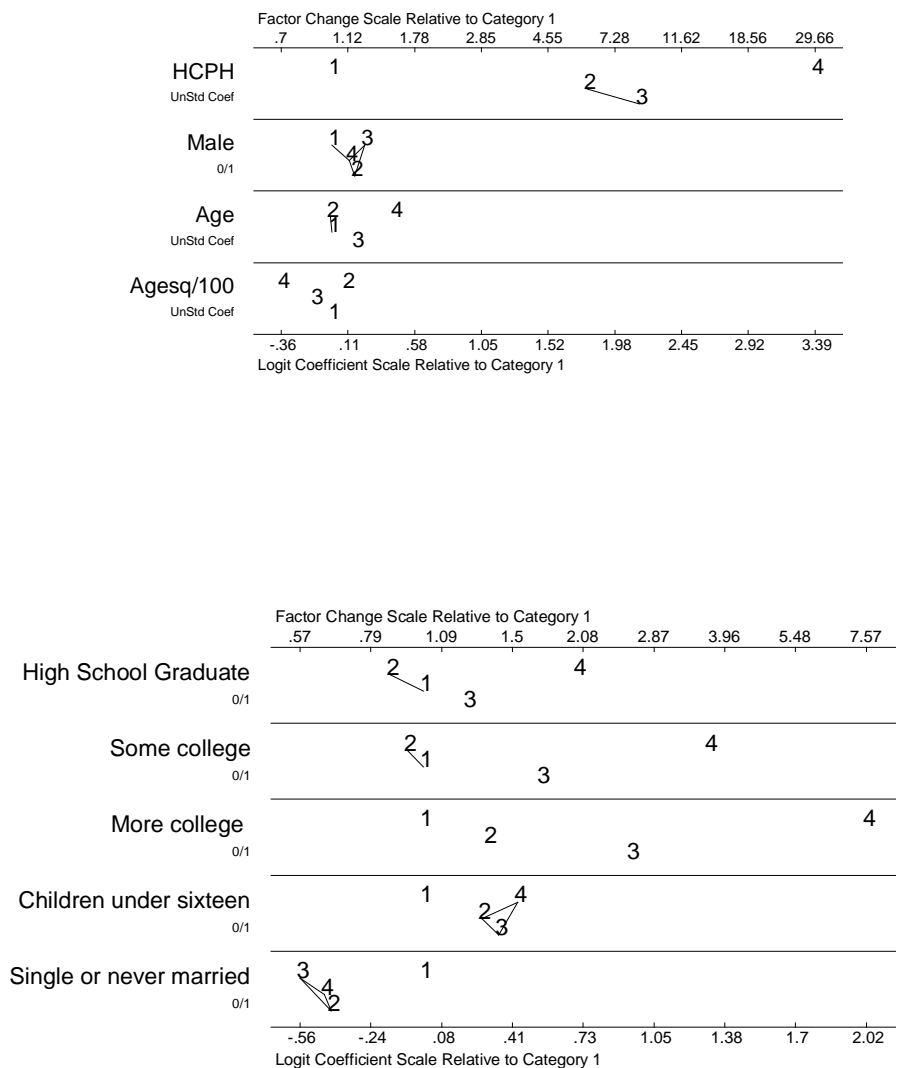 Factor Change Scale Relative to Category 1
.7 1.12 1.78 2.85 4.55 7.28 11.62 18.56 29.66
HCPH 1 4
2
UnStd Coef 3
Male 1 3
4
0/1 2
Age 2 4
1
UnStd Coef 3
Agesq/100 4 2
3
UnStd Coef 1
-.36 .11 .58 1.05 1.52 1.98 2.45 2.92 3.39
Logit Coefficient Scale Relative to Category 1
Factor Change Scale Relative to Category 1
.57 .79 1.09 1.5 2.08 2.87 3.96 5.48 7.57
High School Graduate 2 4
1
0/1 3
Some college 2 4
1
0/1 3
More college 1 4
2
0/1 3
Children under sixteen 1 4
2
0/1 3
Single or never married 3 1
4
0/1 2
-.56 -.24 .08 .41 .73 1.05 1.38 1.7 2.02
Logit Coefficient Scale Relative to Category 1